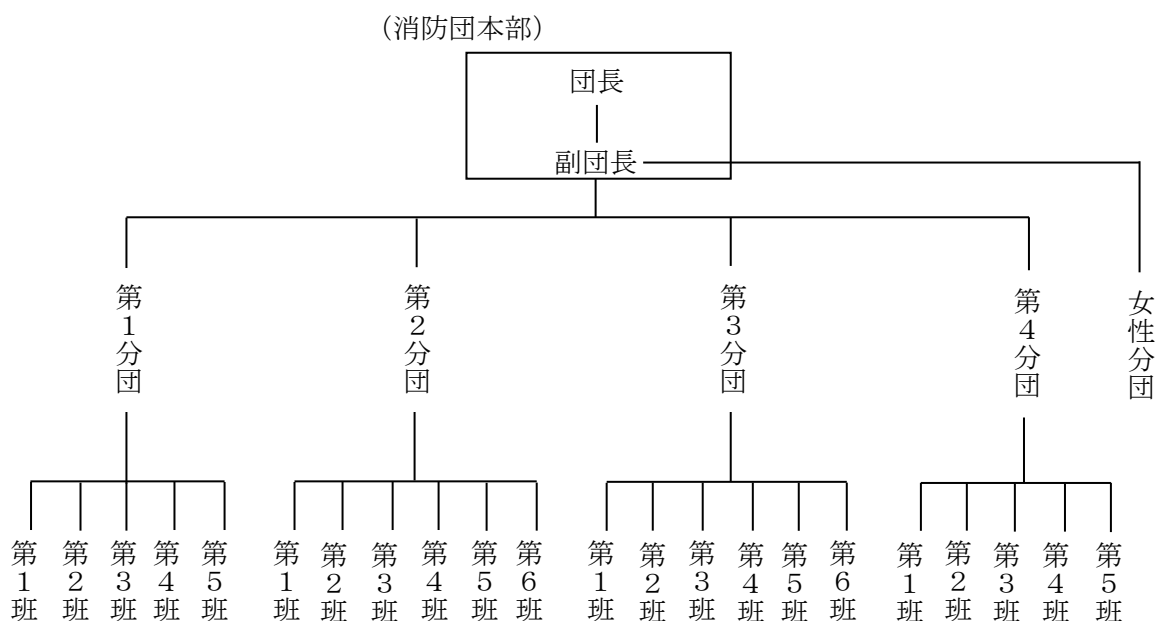 （消防団本部）
団長
副団長
第１分団
第２分団
第３分団
第４分団
女性分団
第１班
第２班
第３班
第４班
第５班
第１班
第２班
第３班
第４班
第５班
第６班
第１班
第２班
第３班
第４班
第５班
第６班
第１班
第２班
第３班
第４班
第５班